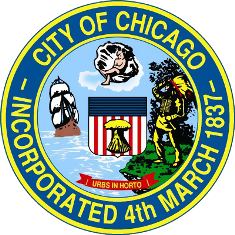 CITY OF CHICAGO
INCORPORATED 4th MARCH 1837
URBS IN HORTO